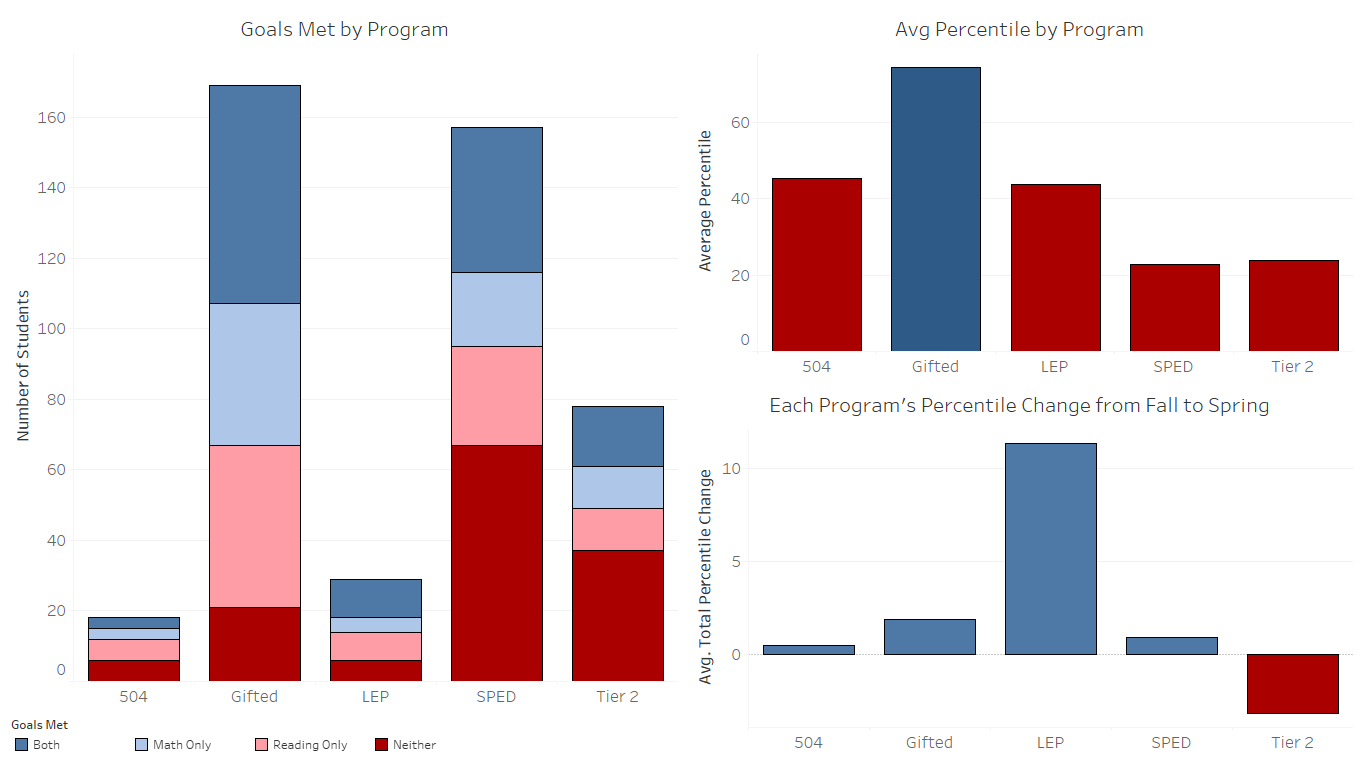 Goals Met by Program
Number of Students
160
140
120
100
80
60
40
20
0
504 Gifted LEP SPED Tier 2
Goals Met
Both Math Only Reading Only Neither
Avg Percentile by Program
Average Percentile
60
40
20
0
504 Gifted LEP SPED Tier 2
Each Program's Percentile Change from Fall to Spring
Avg. Total Percentile Change
10
5
0
504 Gifted LEP SPED Tier 2